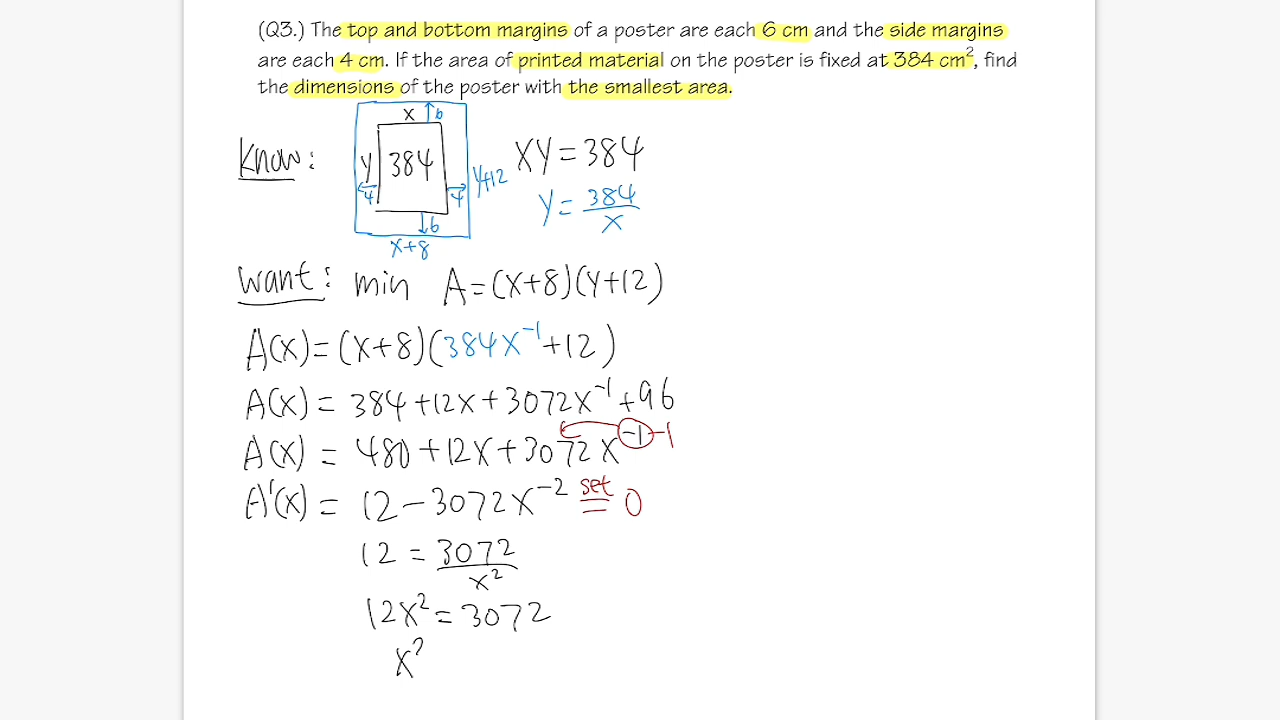 (Q3.) The top and bottom margins of a poster are each 6 cm and the side margins
are each 4 cm. If the area of printed material on the poster is fixed at 384 cm², find
the dimensions of the poster with the smallest area.
Know:
x
6
y
384
4
4
y+12
6
x+8
XY = 384
Y = 384/X
Want: min A = (X+8)(Y+12)
A(X) = (X+8)(384X⁻¹+12)
A(X) = 384+12X+3072X⁻¹+96
A(X) = 480+12X+3072X⁻¹ -1
A'(X) = 12-3072X⁻² set = 0
12 = 3072/X²
12X² = 3072
X²